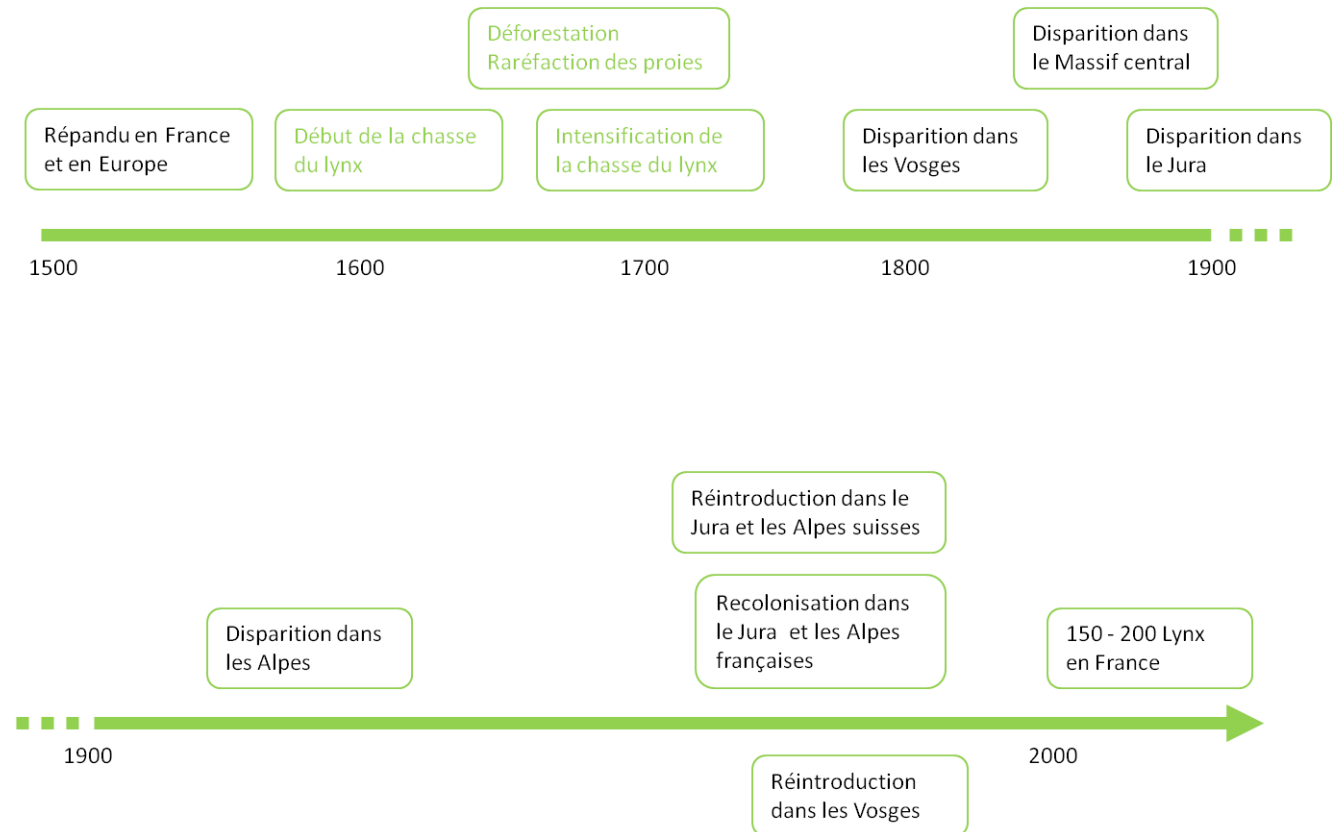 Déforestation
Raréfaction des proies
Disparition dans
le Massif central
Répandu en France
et en Europe
Début de la chasse
du lynx
Intensification de
la chasse du lynx
Disparition dans
les Vosges
Disparition dans
le Jura
1500
1600
1700
1800
1900
Réintroduction dans le
Jura et les Alpes suisses
Disparition dans
les Alpes
Recolonisation dans
le Jura et les Alpes
françaises
150 - 200 Lynx
en France
1900
2000
Réintroduction
dans les Vosges